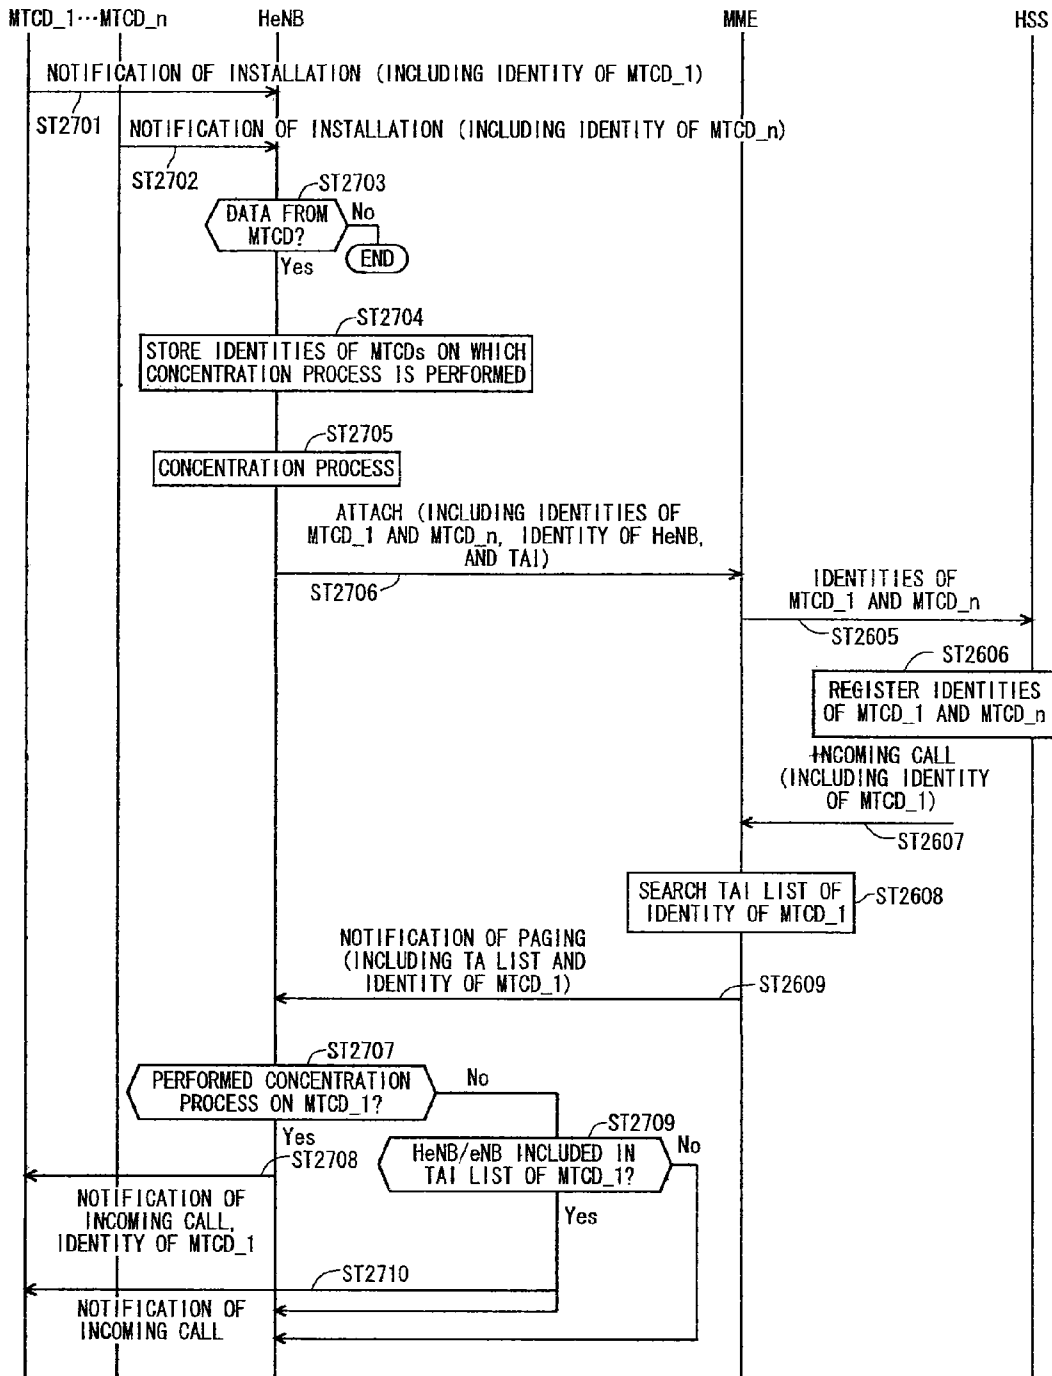 MTCD_1···MTCD_n
HeNB
MME
HSS
NOTIFICATION OF INSTALLATION (INCLUDING IDENTITY OF MTCD_1)
ST2701
NOTIFICATION OF INSTALLATION (INCLUDING IDENTITY OF MTCD_n)
ST2702
ST2703
DATA FROM
MTCD?
No
END
Yes
ST2704
STORE IDENTITIES OF MTCDs ON WHICH
CONCENTRATION PROCESS IS PERFORMED
ST2705
CONCENTRATION PROCESS
ATTACH (INCLUDING IDENTITIES OF
MTCD_1 AND MTCD_n, IDENTITY OF HeNB,
AND TAI)
ST2706
IDENTITIES OF
MTCD_1 AND MTCD_n
ST2605
ST2606
REGISTER IDENTITIES
OF MTCD_1 AND MTCD_n
INCOMING CALL
(INCLUDING IDENTITY
OF MTCD_1)
ST2607
SEARCH TAI LIST OF
IDENTITY OF MTCD_1
ST2608
NOTIFICATION OF PAGING
(INCLUDING TA LIST AND
IDENTITY OF MTCD_1)
ST2609
ST2707
PERFORMED CONCENTRATION
PROCESS ON MTCD_1?
No
Yes
ST2708
ST2709
HeNB/eNB INCLUDED IN
TAI LIST OF MTCD_1?
No
Yes
NOTIFICATION OF
INCOMING CALL,
IDENTITY OF MTCD_1
ST2710
NOTIFICATION OF
INCOMING CALL